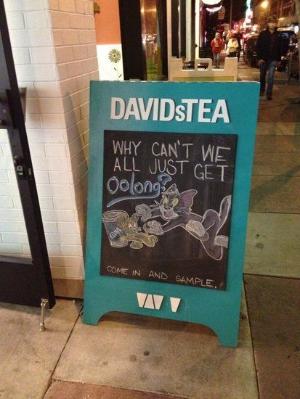 DAVIDsTEA
WHY CAN'T WE
ALL JUST GET
Oolong?
COME IN AND SAMPLE.